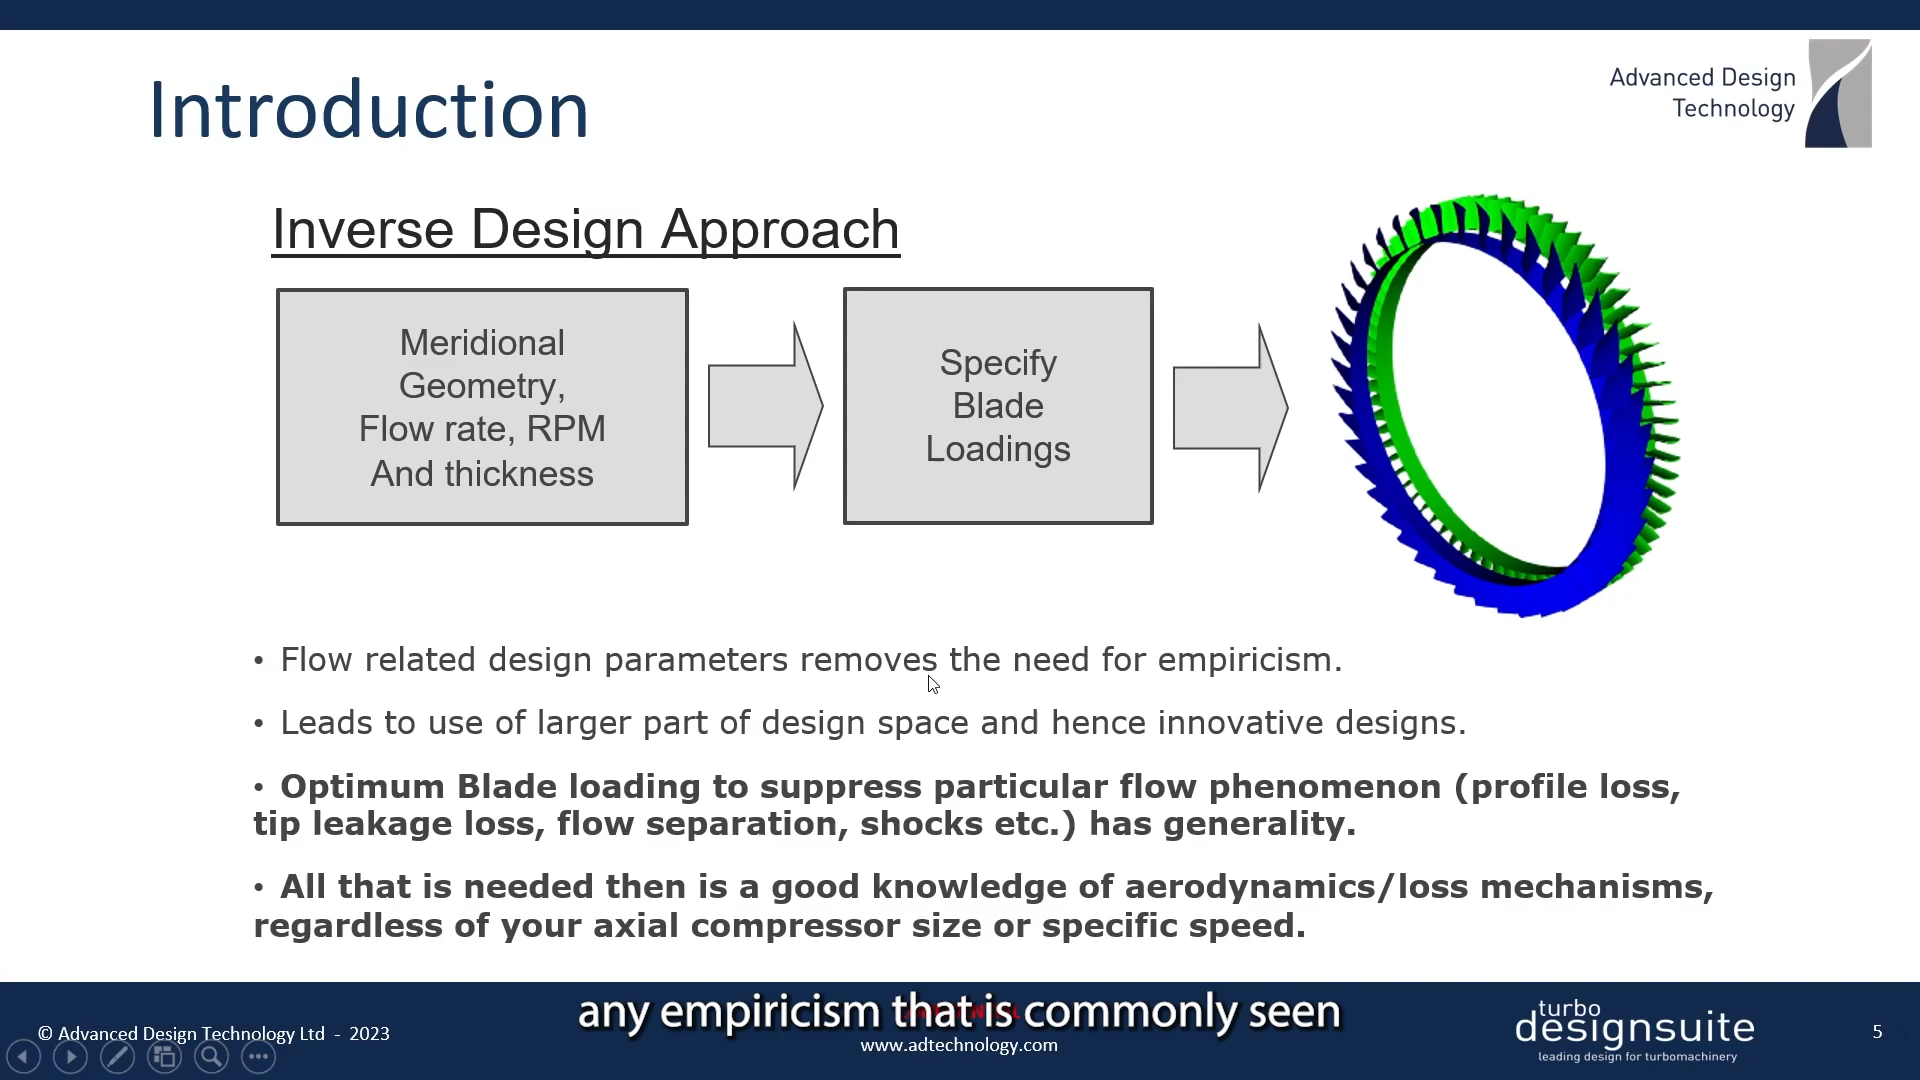 Introduction
Advanced Design
Technology
Inverse Design Approach
Meridional
Geometry,
Flow rate, RPM
And thickness
Specify
Blade
Loadings
• Flow related design parameters removes the need for empiricism.
• Leads to use of larger part of design space and hence innovative designs.
• Optimum Blade loading to suppress particular flow phenomenon (profile loss,
tip leakage loss, flow separation, shocks etc.) has generality.
• All that is needed then is a good knowledge of aerodynamics/loss mechanisms,
regardless of your axial compressor size or specific speed.
any empiricism that is commonly seen
© Advanced Design Technology Ltd - 2023
www.adtechnology.com
turbo
designsuite
leading design for turbomachinery
5